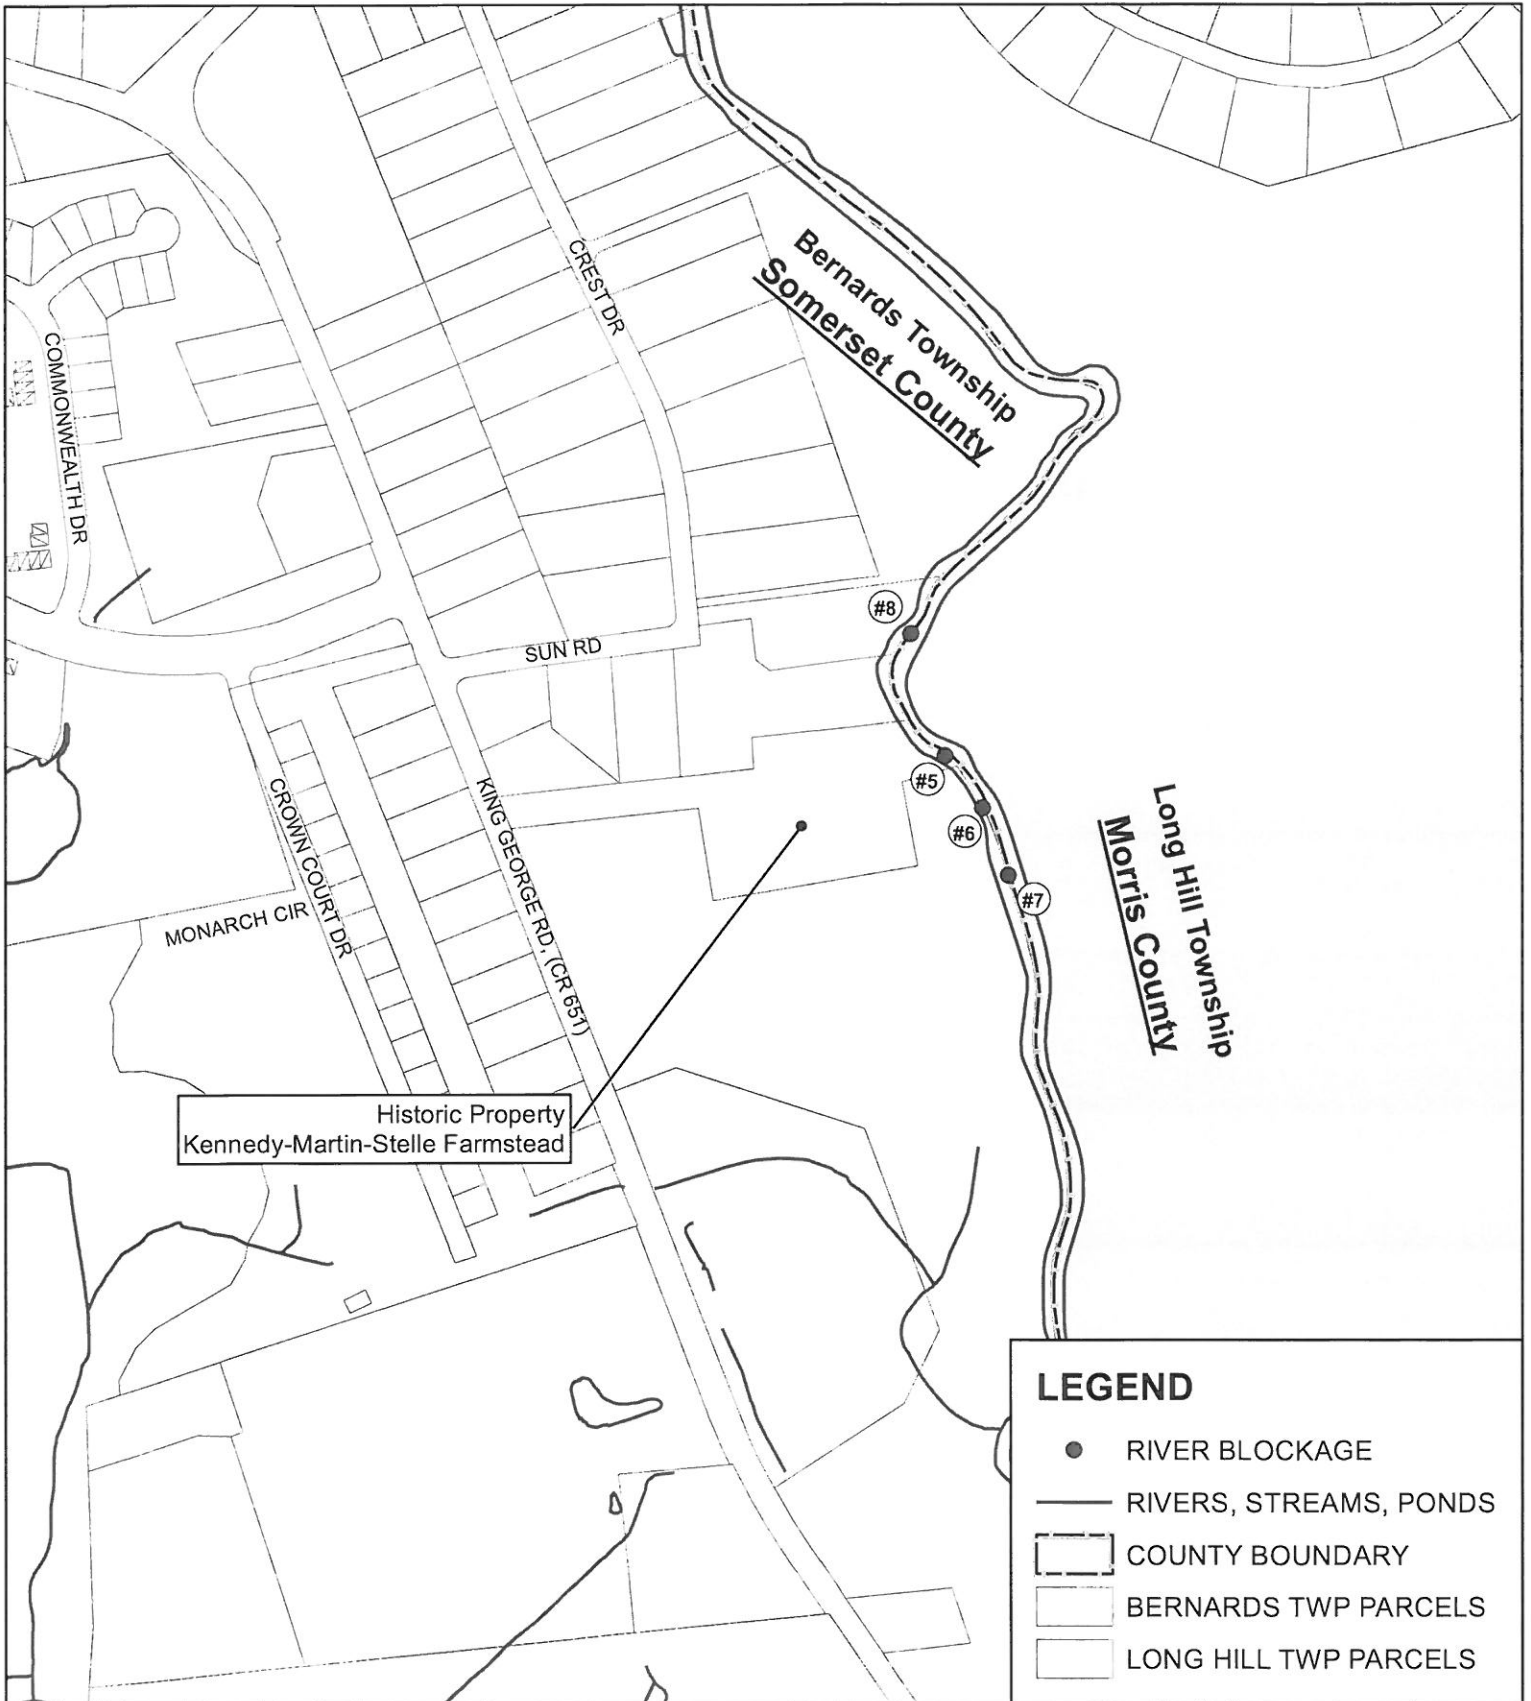 CREST DR
Bernards Township
Somerset County
COMMONWEALTH DR
#8
SUN RD
#5
#6
#7
Long Hill Township
Morris County
CROWN COURT DR
KING GEORGE RD, (CR 651)
MONARCH CIR
Historic Property
Kennedy-Martin-Stelle Farmstead
LEGEND
RIVER BLOCKAGE
RIVERS, STREAMS, PONDS
COUNTY BOUNDARY
BERNARDS TWP PARCELS
LONG HILL TWP PARCELS